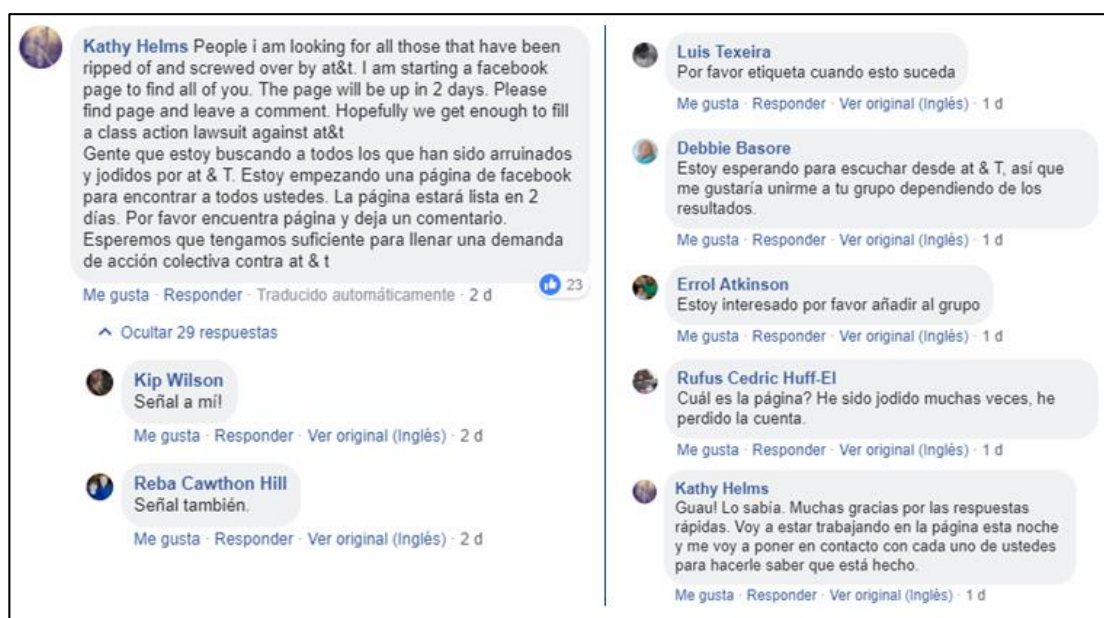 Kathy Helms People i am looking for all those that have been
ripped of and screwed over by at&t. I am starting a facebook
page to find all of you. The page will be up in 2 days. Please
find page and leave a comment. Hopefully we get enough to fill
a class action lawsuit against at&t
Gente que estoy buscando a todos los que han sido arruinados
y jodidos por at & T. Estoy empezando una página de facebook
para encontrar a todos ustedes. La página estará lista en 2
días. Por favor encuentra página y deja un comentario.
Esperemos que tengamos suficiente para llenar una demanda
de acción colectiva contra at & t
23
Me gusta · Responder · Traducido automáticamente · 2 d
Ocultar 29 respuestas
Kip Wilson
Señal a mí!
Me gusta · Responder · Ver original (Inglés) · 2 d
Reba Cawthon Hill
Señal también.
Me gusta · Responder · Ver original (Inglés) · 2 d
Luis Texeira
Por favor etiqueta cuando esto suceda
Me gusta · Responder · Ver original (Inglés) · 1 d
Debbie Basore
Estoy esperando para escuchar desde at & T, así que
me gustaría unirme a tu grupo dependiendo de los
resultados.
Me gusta · Responder · Ver original (Inglés) · 1 d
Errol Atkinson
Estoy interesado por favor añadir al grupo
Me gusta · Responder · Ver original (Inglés) · 1 d
Rufus Cedric Huff-El
Cuál es la página? He sido jodido muchas veces, he
perdido la cuenta.
Me gusta · Responder · Ver original (Inglés) · 1 d
Kathy Helms
Guau! Lo sabía. Muchas gracias por las respuestas
rápidas. Voy a estar trabajando en la página esta noche
y me voy a poner en contacto con cada uno de ustedes
para hacerle saber que está hecho.
Me gusta · Responder · Ver original (Inglés) · 1 d